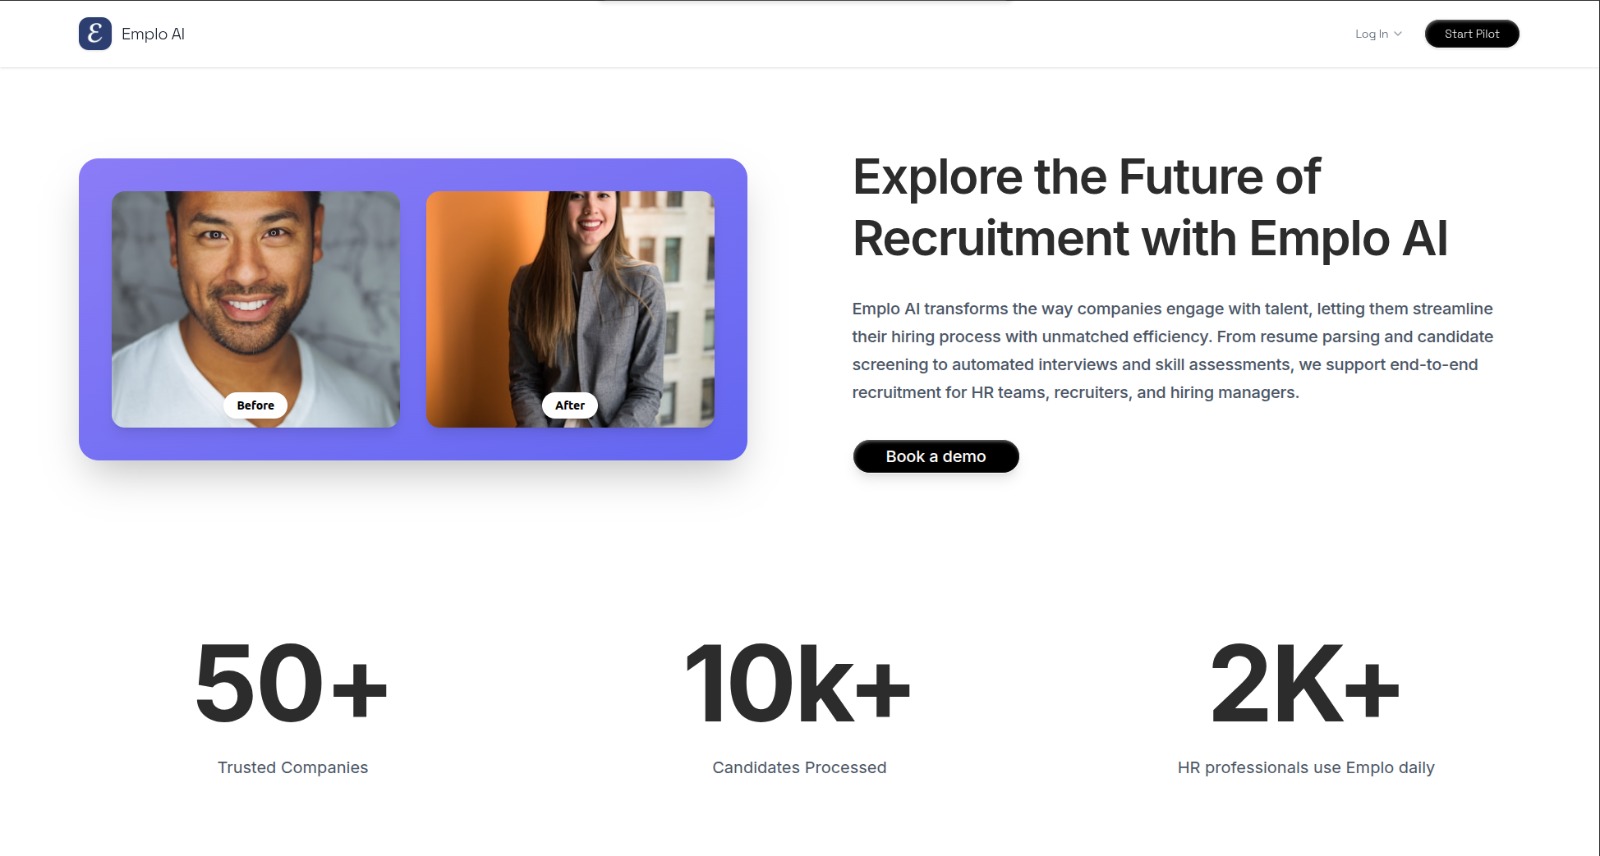 Emplo AI
Log In
Start Pilot
Before
After
Explore the Future of
Recruitment with Emplo AI
Emplo AI transforms the way companies engage with talent, letting them streamline
their hiring process with unmatched efficiency. From resume parsing and candidate
screening to automated interviews and skill assessments, we support end-to-end
recruitment for HR teams, recruiters, and hiring managers.
Book a demo
50+
Trusted Companies
10k+
Candidates Processed
2K+
HR professionals use Emplo daily